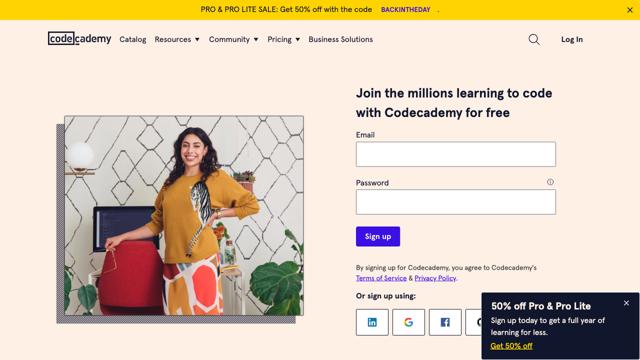 PRO & PRO LITE SALE: Get 50% off with the code BACKINTHEDAY .
codecademy Catalog Resources Community Pricing Business Solutions Log In
Join the millions learning to code
with Codecademy for free
Email
Password
Sign up
By signing up for Codecademy, you agree to Codecademy's
Terms of Service & Privacy Policy.
Or sign up using:
50% off Pro & Pro Lite
Sign up today to get a full year of
learning for less.
Get 50% off